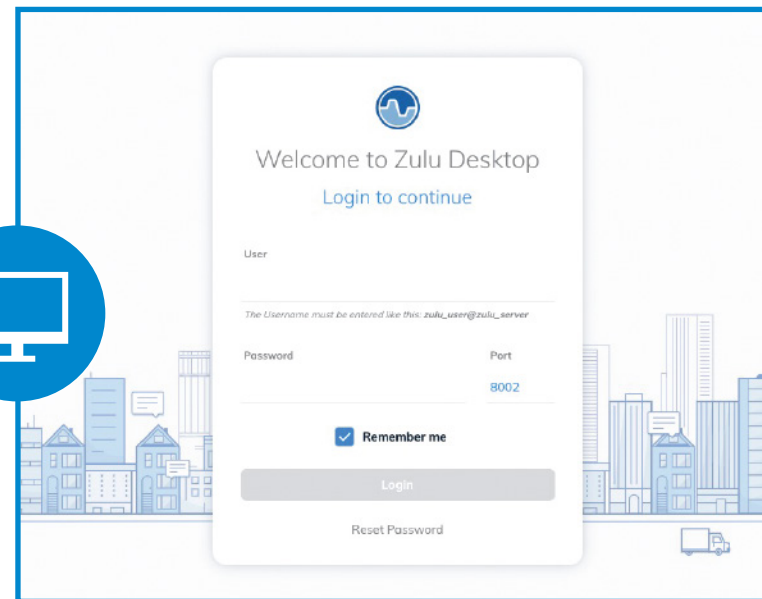 Welcome to Zulu Desktop
Login to continue
User
The Username must be entered like this: zulu_user@zulu_server
Password
Port
8002
Remember me
Login
Reset Password